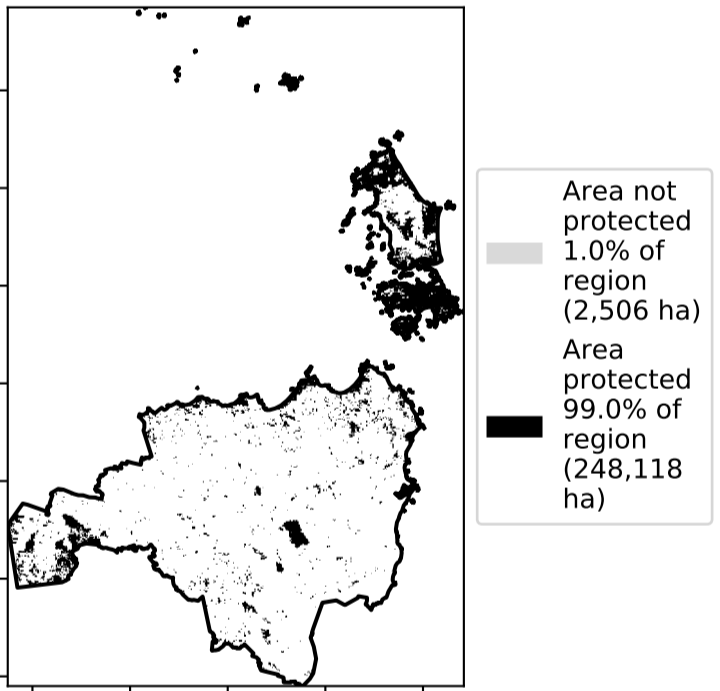 Area not
protected
1.0% of
region
(2,506 ha)
Area
protected
99.0% of
region
(248,118
ha)